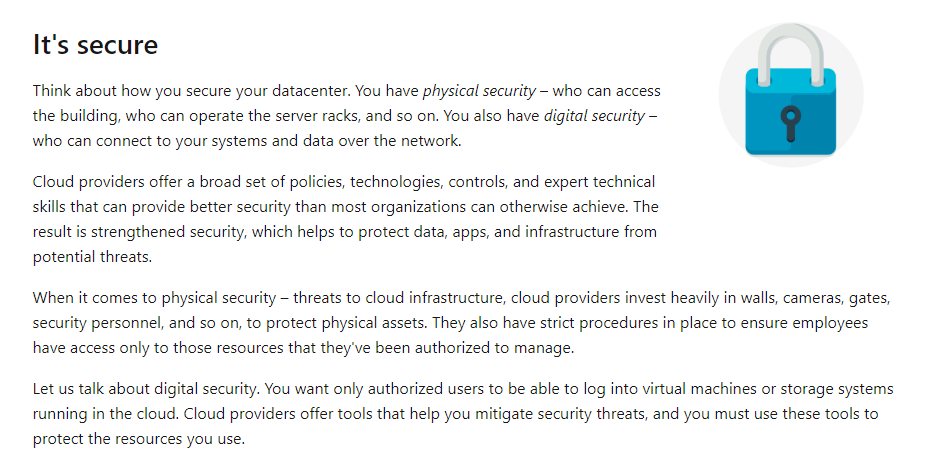 It's secure
Think about how you secure your datacenter. You have physical security – who can access
the building, who can operate the server racks, and so on. You also have digital security –
who can connect to your systems and data over the network.
Cloud providers offer a broad set of policies, technologies, controls, and expert technical
skills that can provide better security than most organizations can otherwise achieve. The
result is strengthened security, which helps to protect data, apps, and infrastructure from
potential threats.
When it comes to physical security – threats to cloud infrastructure, cloud providers invest heavily in walls, cameras, gates,
security personnel, and so on, to protect physical assets. They also have strict procedures in place to ensure employees
have access only to those resources that they've been authorized to manage.
Let us talk about digital security. You want only authorized users to be able to log into virtual machines or storage systems
running in the cloud. Cloud providers offer tools that help you mitigate security threats, and you must use these tools to
protect the resources you use.